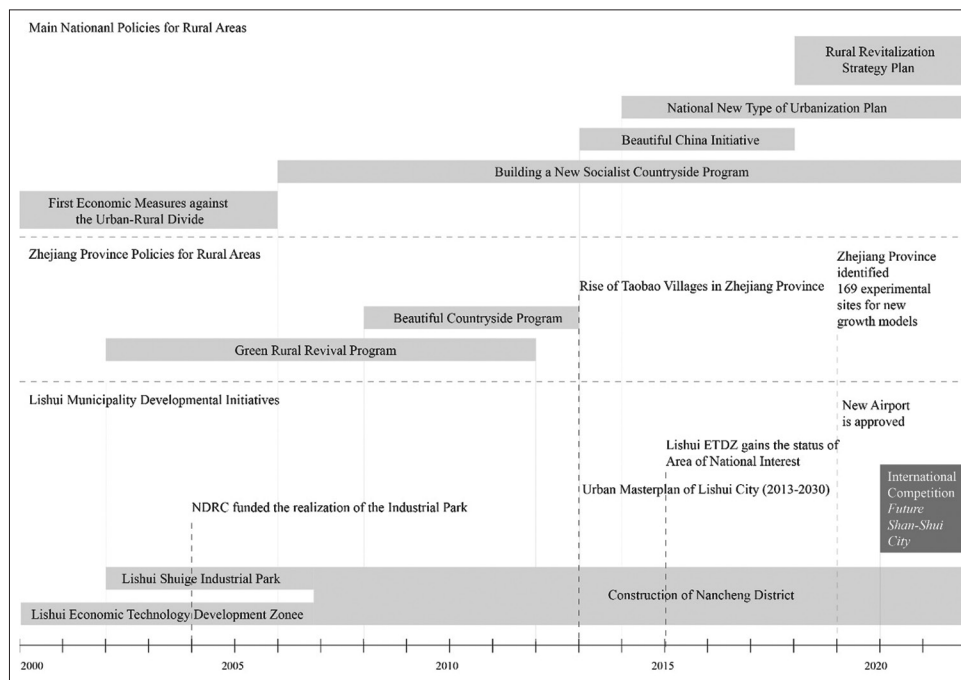 Main Nationanl Policies for Rural Areas
Rural Revitalization
Strategy Plan
National New Type of Urbanization Plan
Beautiful China Initiative
Building a New Socialist Countryside Program
First Economic Measures against
the Urban-Rural Divide
Zhejiang Province Policies for Rural Areas
Zhejiang Province
identified
169 experimental
sites for new
growth models
Rise of Taobao Villages in Zhejiang Province
Beautiful Countryside Program
Green Rural Revival Program
Lishui Municipality Developmental Initiatives
New Airport
is approved
Lishui ETDZ gains the status of
Area of National Interest
International
Competition
Future
Shan-Shui
City
Urban Masterplan of Lishui City (2013-2030)
NDRC funded the realization of the Industrial Park
Lishui Shuige Industrial Park
Construction of Nancheng District
Lishui Economic Technology Development Zonee
2000
2005
2010
2015
2020